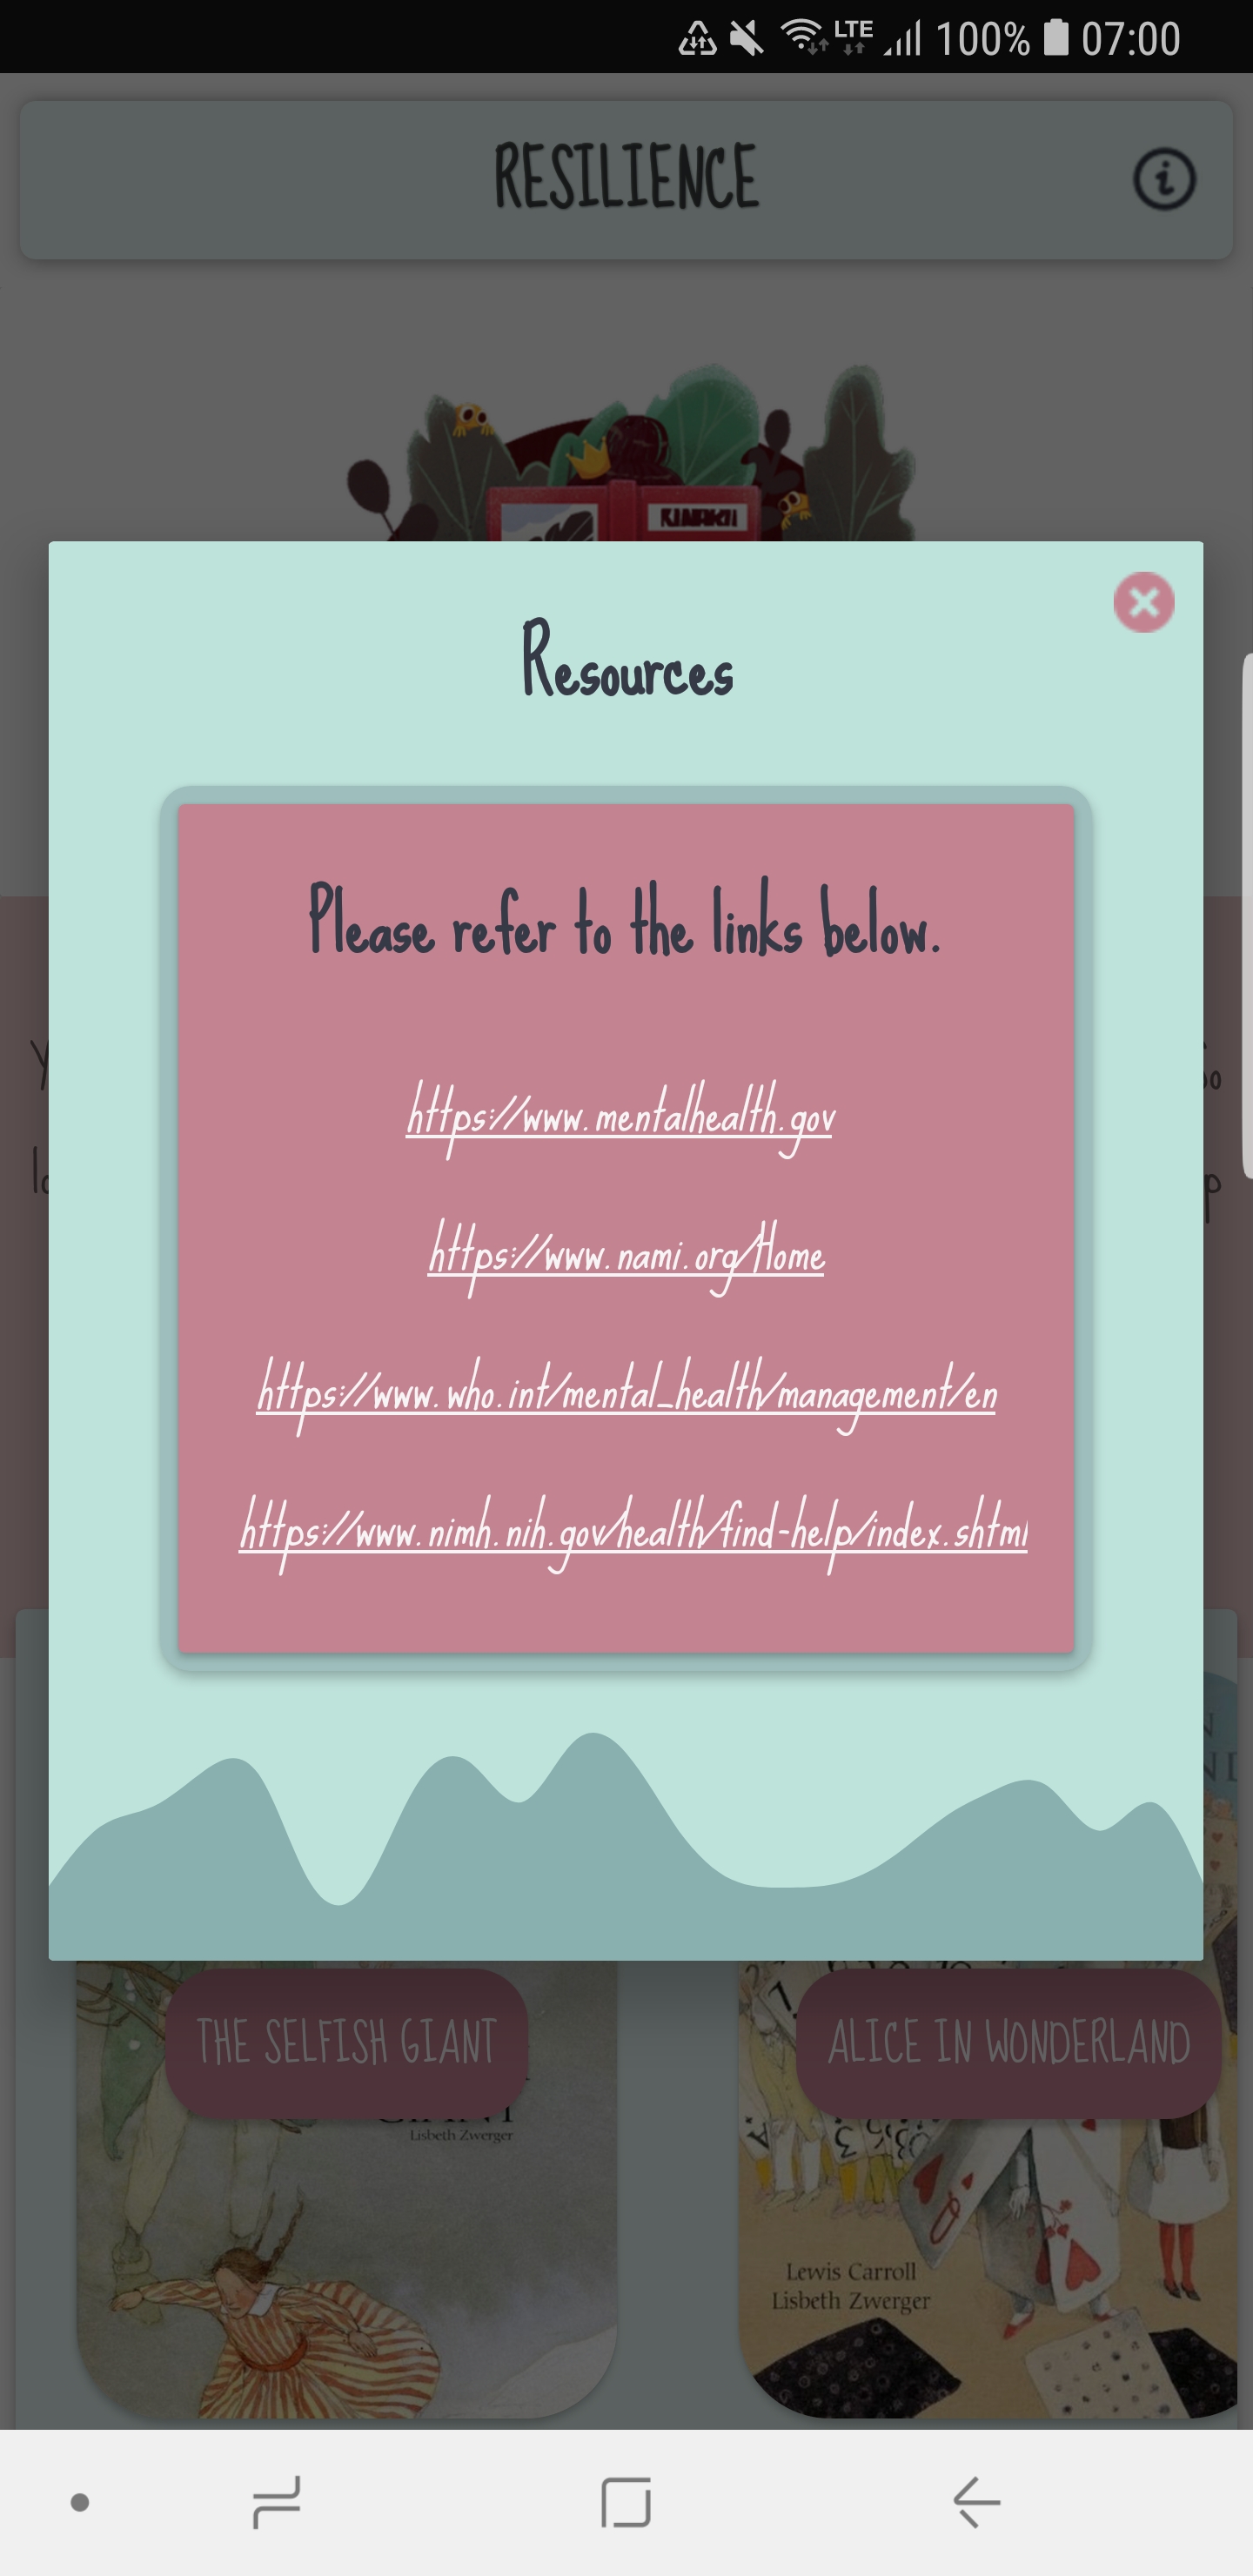 LTE 100% 07:00
RESILIENCE
i
KINAKII
Resources
Please refer to the links below.
https://www.mentalhealth.gov
https://www.nami.org/Home
https://www.who.int/mental_health/management/en
https://www.nimh.nih.gov/health/find-help/index.shtml
THE SELFISH GIANT
ALICE IN WONDERLAND
Lisbeth Zwerger
Lewis Carroll
Lisbeth Zwerger